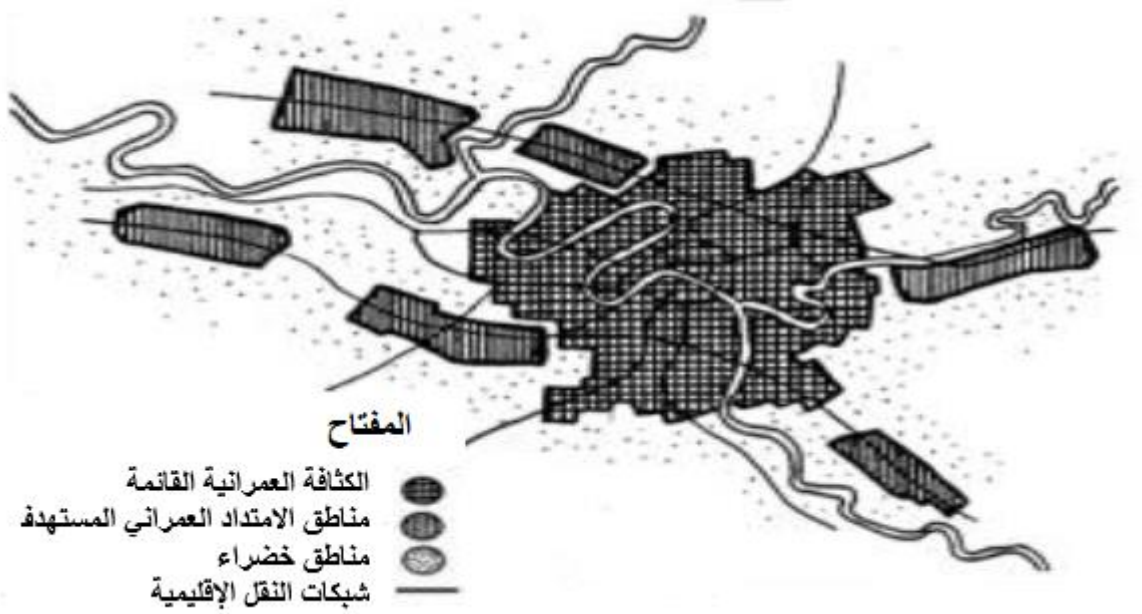 المفتاح
الكثافة العمرانية القائمة
مناطق الامتداد العمراني المستهدف
مناطق خضراء
شبكات النقل الإقليمية